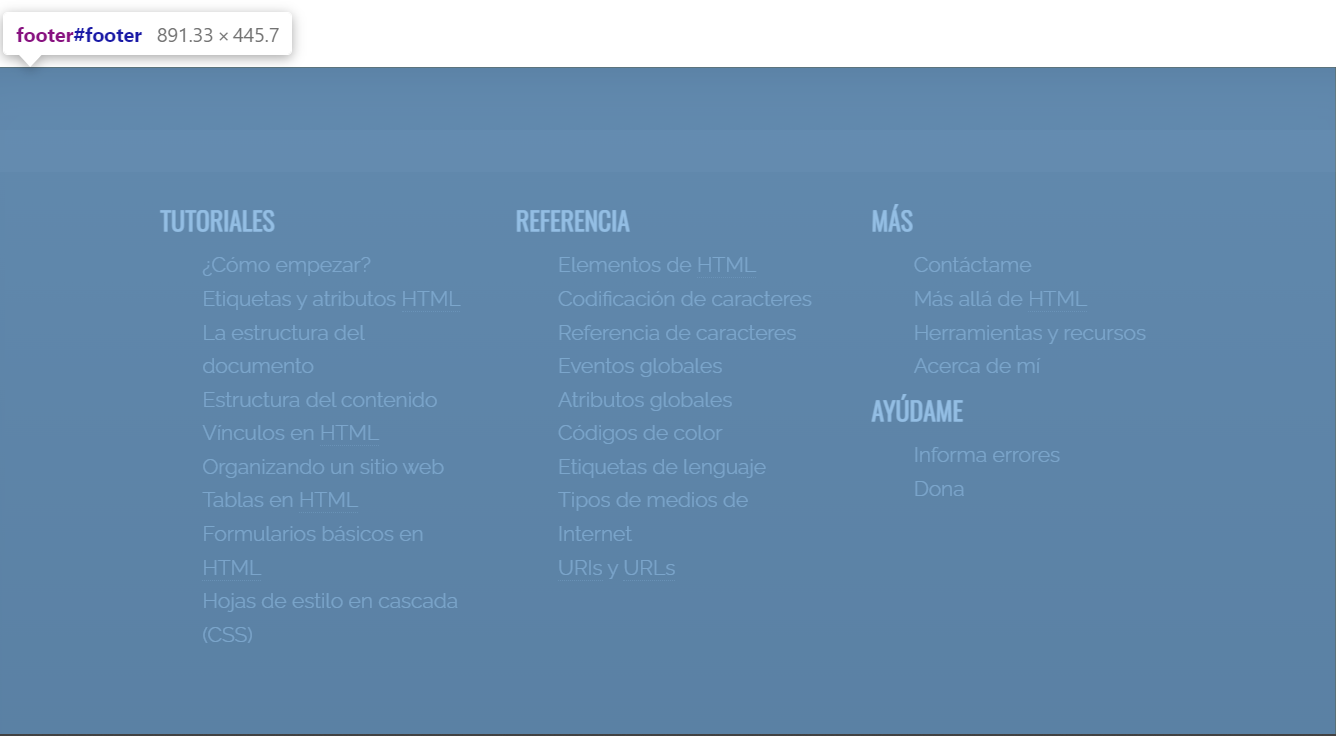 footer#footer 891.33 × 445.7
TUTORIALES
¿Cómo empezar?
Etiquetas y atributos HTML
La estructura del
documento
Estructura del contenido
Vínculos en HTML
Organizando un sitio web
Tablas en HTML
Formularios básicos en
HTML
Hojas de estilo en cascada
(CSS)
REFERENCIA
Elementos de HTML
Codificación de caracteres
Referencia de caracteres
Eventos globales
Atributos globales
Códigos de color
Etiquetas de lenguaje
Tipos de medios de
Internet
URIs y URLs
MÁS
Contáctame
Más allá de HTML
Herramientas y recursos
Acerca de mí
AYÚDAME
Informa errores
Dona